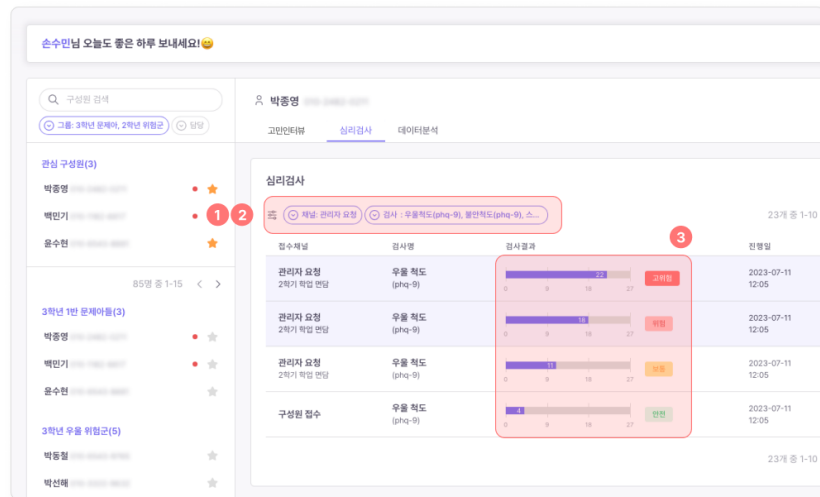 손수민님 오늘도 좋은 하루 보내세요!😄
구성원 검색
그룹: 3학년 문제아, 2학년 위험군
담당
관심 구성원(3)
박종영
백민기
윤수현
85명 중 1-15
3학년 1반 문제아들(3)
박종영
백민기
윤수현
3학년 우울 위험군(5)
박동철
박선해
박종영
고민인터뷰 심리검사 데이터분석
심리검사
1 2
채널: 관리자 요청
검사 : 우울척도(phq-9), 불안척도(phq-9), 스...
23개 중 1-10
3
접수채널 검사명 검사결과 진행일
관리자 요청 우울 척도 22 고위험 2023-07-11
2학기 학업 면담 (phq-9) 0 9 18 27 12:05
관리자 요청 우울 척도 18 위험 2023-07-11
2학기 학업 면담 (phq-9) 0 9 18 27 12:05
관리자 요청 우울 척도 11 보통 2023-07-11
2학기 학업 면담 (phq-9) 0 9 18 27 12:05
구성원 접수 우울 척도 4 안전 2023-07-11
(phq-9) 0 9 18 27 12:05
23개 중 1-10